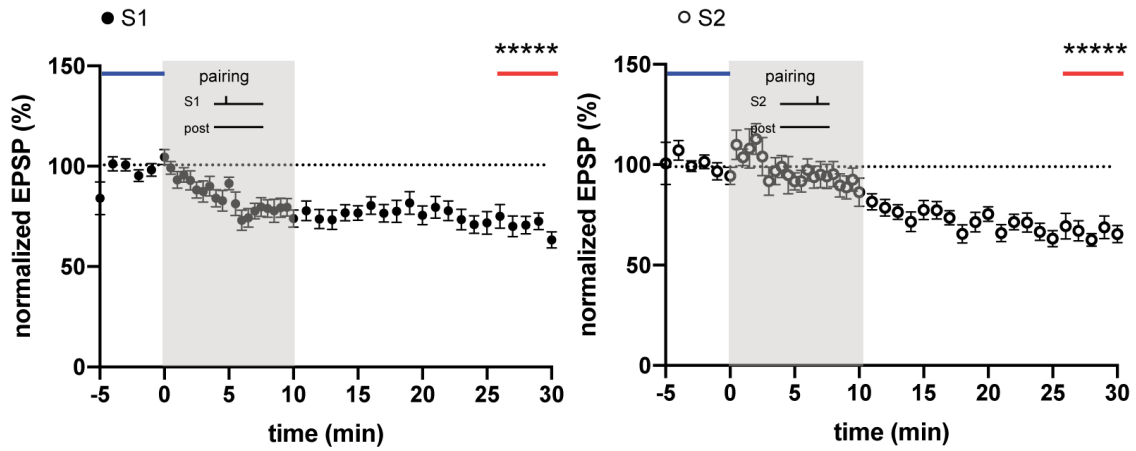 S1
*****
150
pairing
S1
post
100
50
0
-5 0 5 10 15 20 25 30
time (min)
normalized EPSP (%)
S2
*****
150
pairing
S2
post
100
50
0
-5 0 5 10 15 20 25 30
time (min)
normalized EPSP (%)